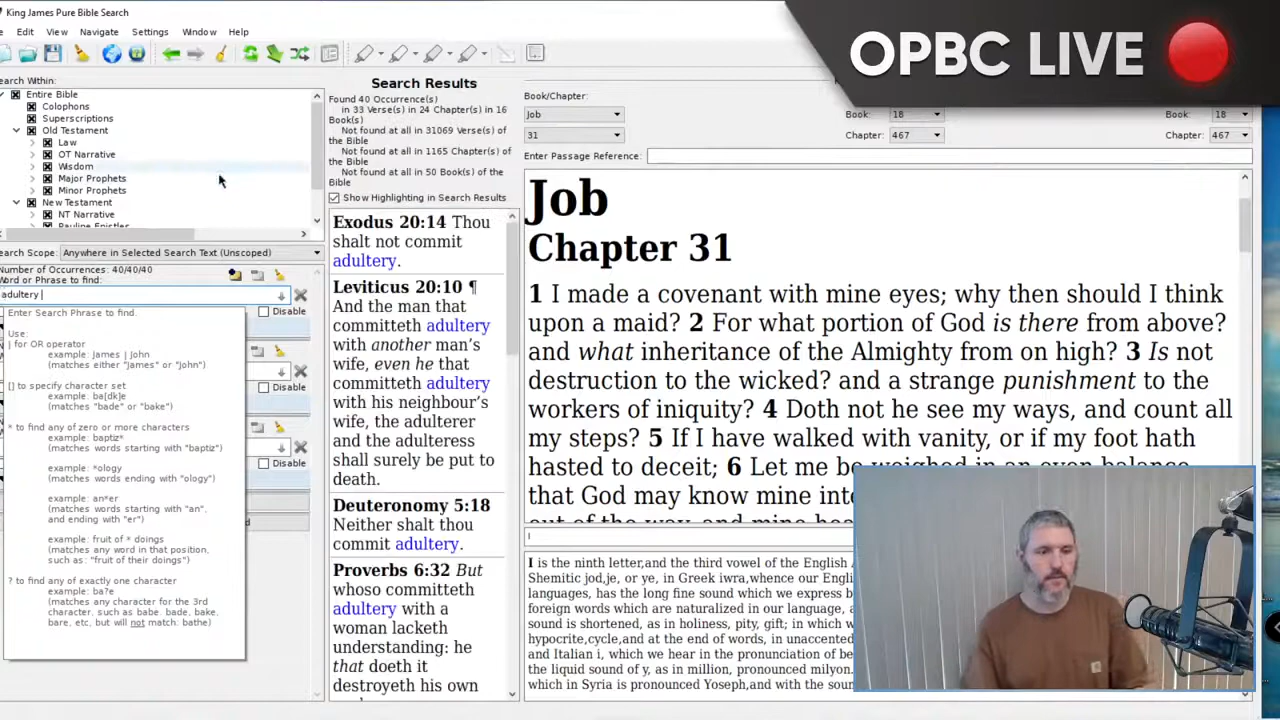 King James Pure Bible Search
OPBC LIVE
Edit View Navigate Settings Window Help
earch Within:
Entire Bible
Colophons
Superscriptions
Old Testament
Law
OT Narrative
Wisdom
Major Prophets
Minor Prophets
New Testament
NT Narrative
Pauline Epistles
earch Scope: Anywhere in Selected Search Text (Unscoped)
Number of Occurrences: 40/40/40
Word or Phrase to find:
adultery
Disable
Disable
Disable
Enter Search Phrase to find.
Use:
| for OR operator
example: James | John
(matches either "James" or "John")
[] to specify character set
example: ba[dk]e
(matches "bade" or "bake")
* to find any of zero or more characters
example: baptiz*
(matches words starting with "baptiz")
example: *ology
(matches words ending with "ology")
example: an*er
(matches words starting with "an",
and ending with "er")
example: fruit of * doings
(matches any word in that position,
such as: "fruit of their doings")
? to find any of exactly one character
example: ba?e
(matches any character for the 3rd
character, such as babe, bade, bake,
bare, etc, but will not match: bathe)
Search Results
Found 40 Occurrence(s)
in 33 Verse(s) in 24 Chapter(s) in 16
Book(s)
Not found at all in 31069 Verse(s) of
the Bible
Not found at all in 1165 Chapter(s) of
the Bible
Not found at all in 50 Book(s) of the
Bible
Show Highlighting in Search Results
Exodus 20:14 Thou
shalt not commit
adultery.
Leviticus 20:10 ¶
And the man that
committeth adultery
with another man's
wife, even he that
committeth adultery
with his neighbour's
wife, the adulterer
and the adulteress
shall surely be put to
death.
Deuteronomy 5:18
Neither shalt thou
commit adultery.
Proverbs 6:32 But
whoso committeth
adultery with a
woman lacketh
understanding: he
that doeth it
destroyeth his own
Book/Chapter:
Job
31
Book: 18
Chapter: 467
Book: 18
Chapter: 467
Enter Passage Reference:
Job
Chapter 31
1 I made a covenant with mine eyes; why then should I think
upon a maid? 2 For what portion of God is there from above?
and what inheritance of the Almighty from on high? 3 Is not
destruction to the wicked? and a strange punishment to the
workers of iniquity? 4 Doth not he see my ways, and count all
my steps? 5 If I have walked with vanity, or if my foot hath
hasted to deceit; 6 Let me be weighed in an even balance,
that God may know mine
out of the way, and mine
I
I is the ninth letter,and the third vowel of the English
Shemitic jod,je, or ye, in Greek iwra,whence our
languages, has the long fine sound which we express
foreign words which are naturalized in our language,
sound is shortened, as in holiness, pity, gift; in which
hypocrite,cycle,and at the end of words, in unaccented
and Italian i, which we hear in the pronunciation of
the liquid sound of y, as in million, pronounced milyon.
which in Syria is pronounced Yoseph,and with the